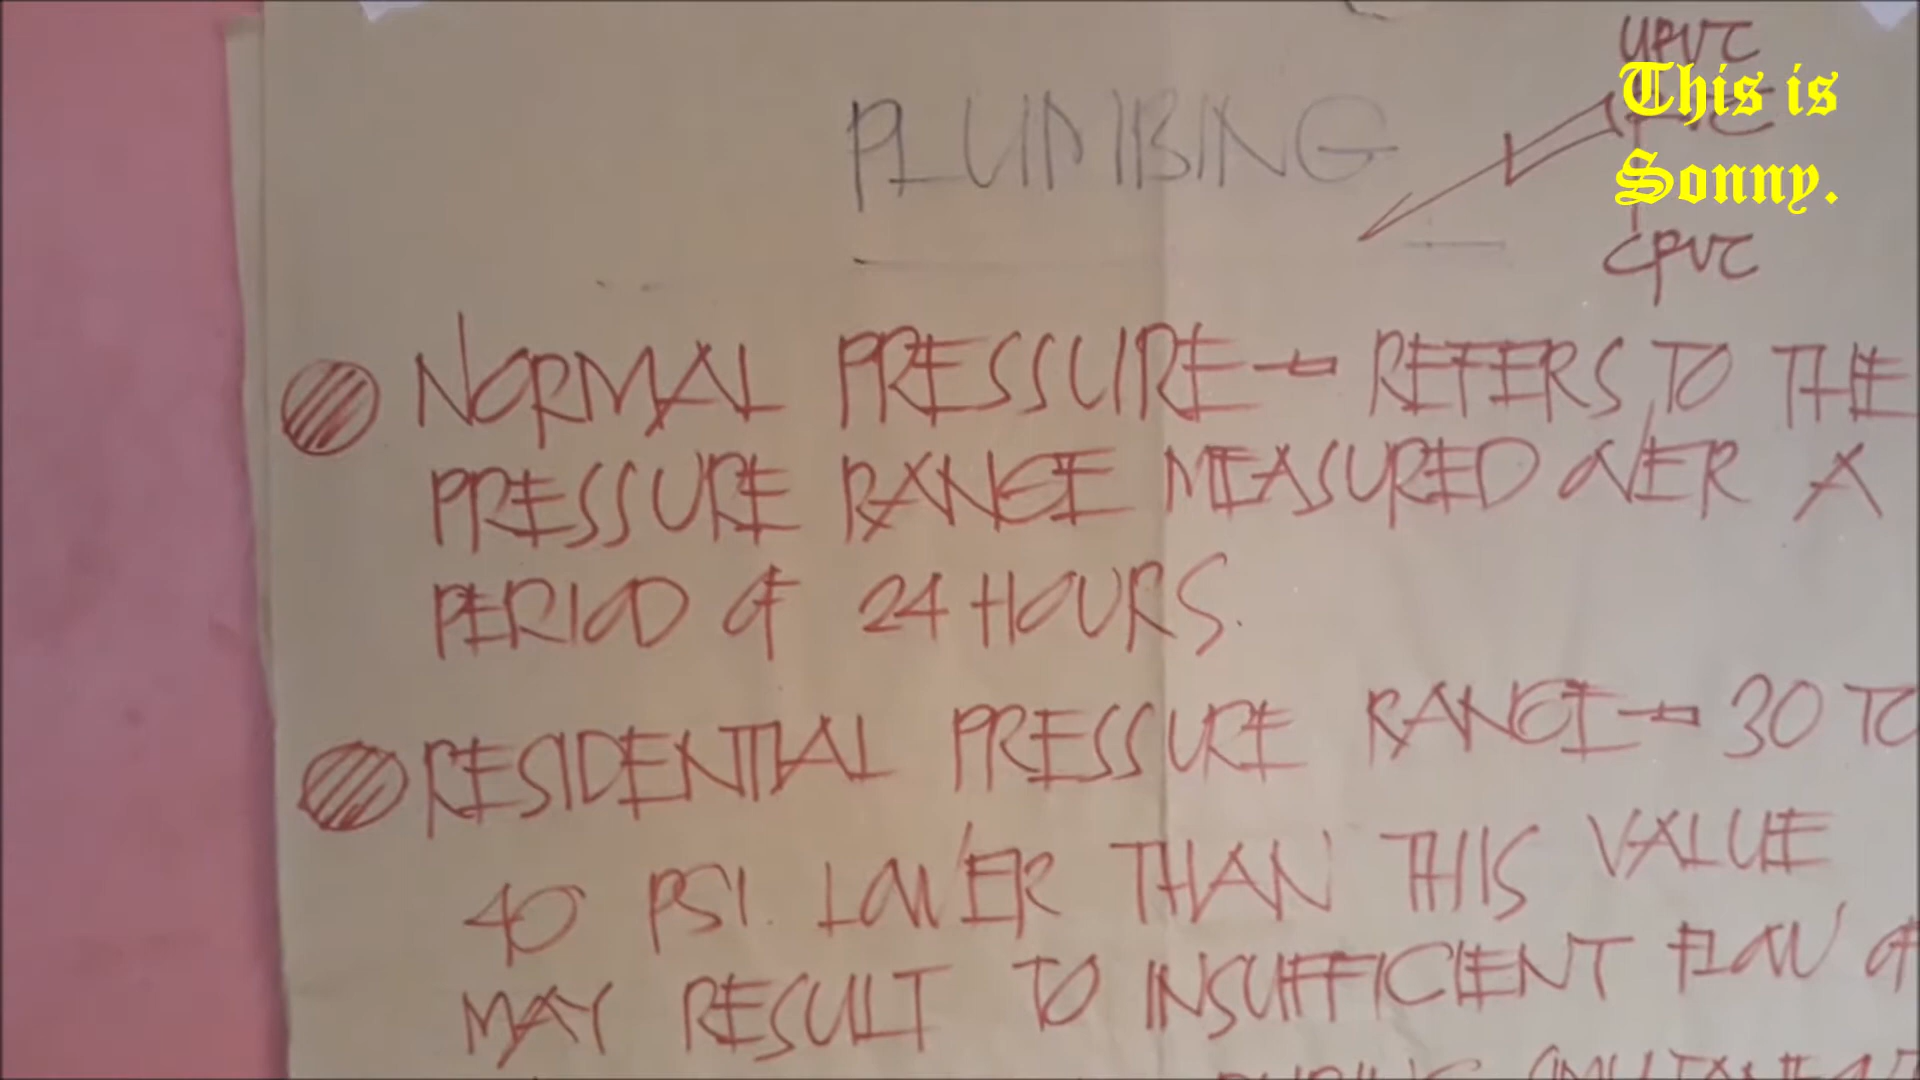 UPVC
This is
Sonny.
CPVC
PLUMBING
NORMAL PRESSURE - REFERS TO THE
PRESSURE RANGE MEASURED OVER A
PERIOD OF 24 HOURS.
RESIDENTIAL PRESSURE RANGE - 30 TO
40 PSI. LOWER THAN THIS VALUE
MAY RESULT TO INSUFFICIENT FLOW OF